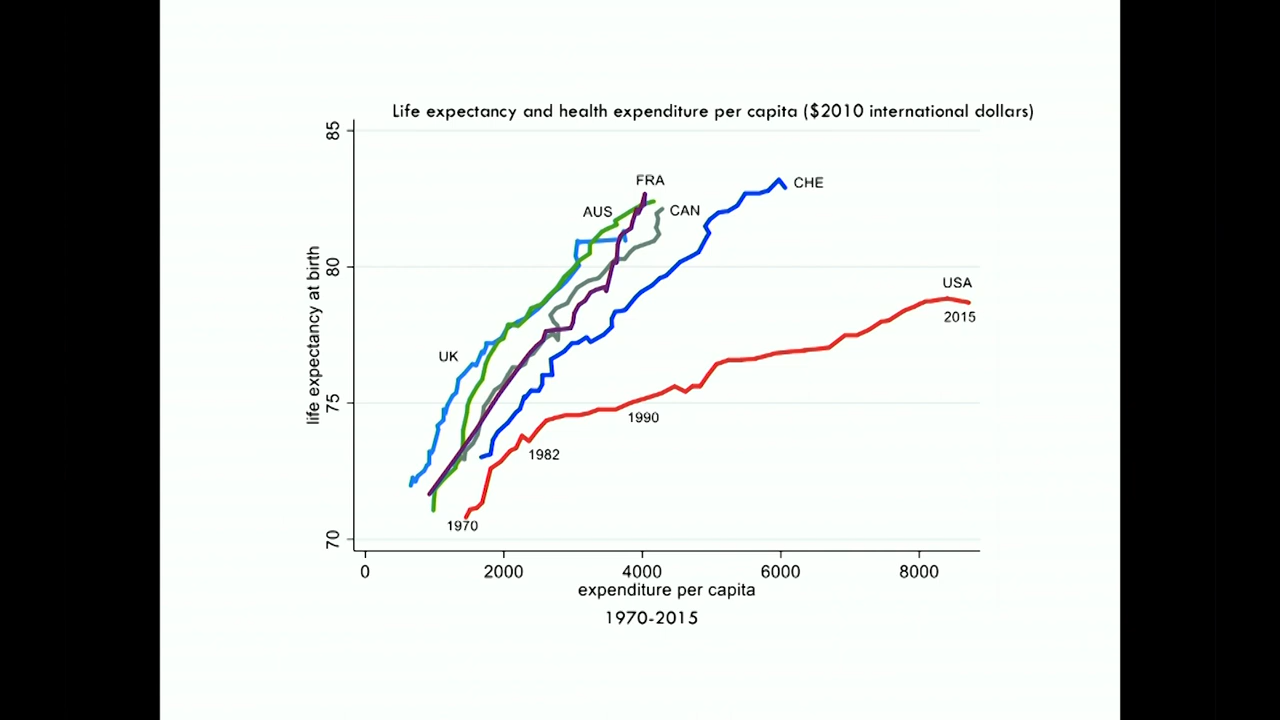 Life expectancy and health expenditure per capita ($2010 international dollars)
85
80
75
70
life expectancy at birth
FRA
AUS
CAN
CHE
UK
USA
2015
1990
1982
1970
0 2000 4000 6000 8000
expenditure per capita
1970-2015